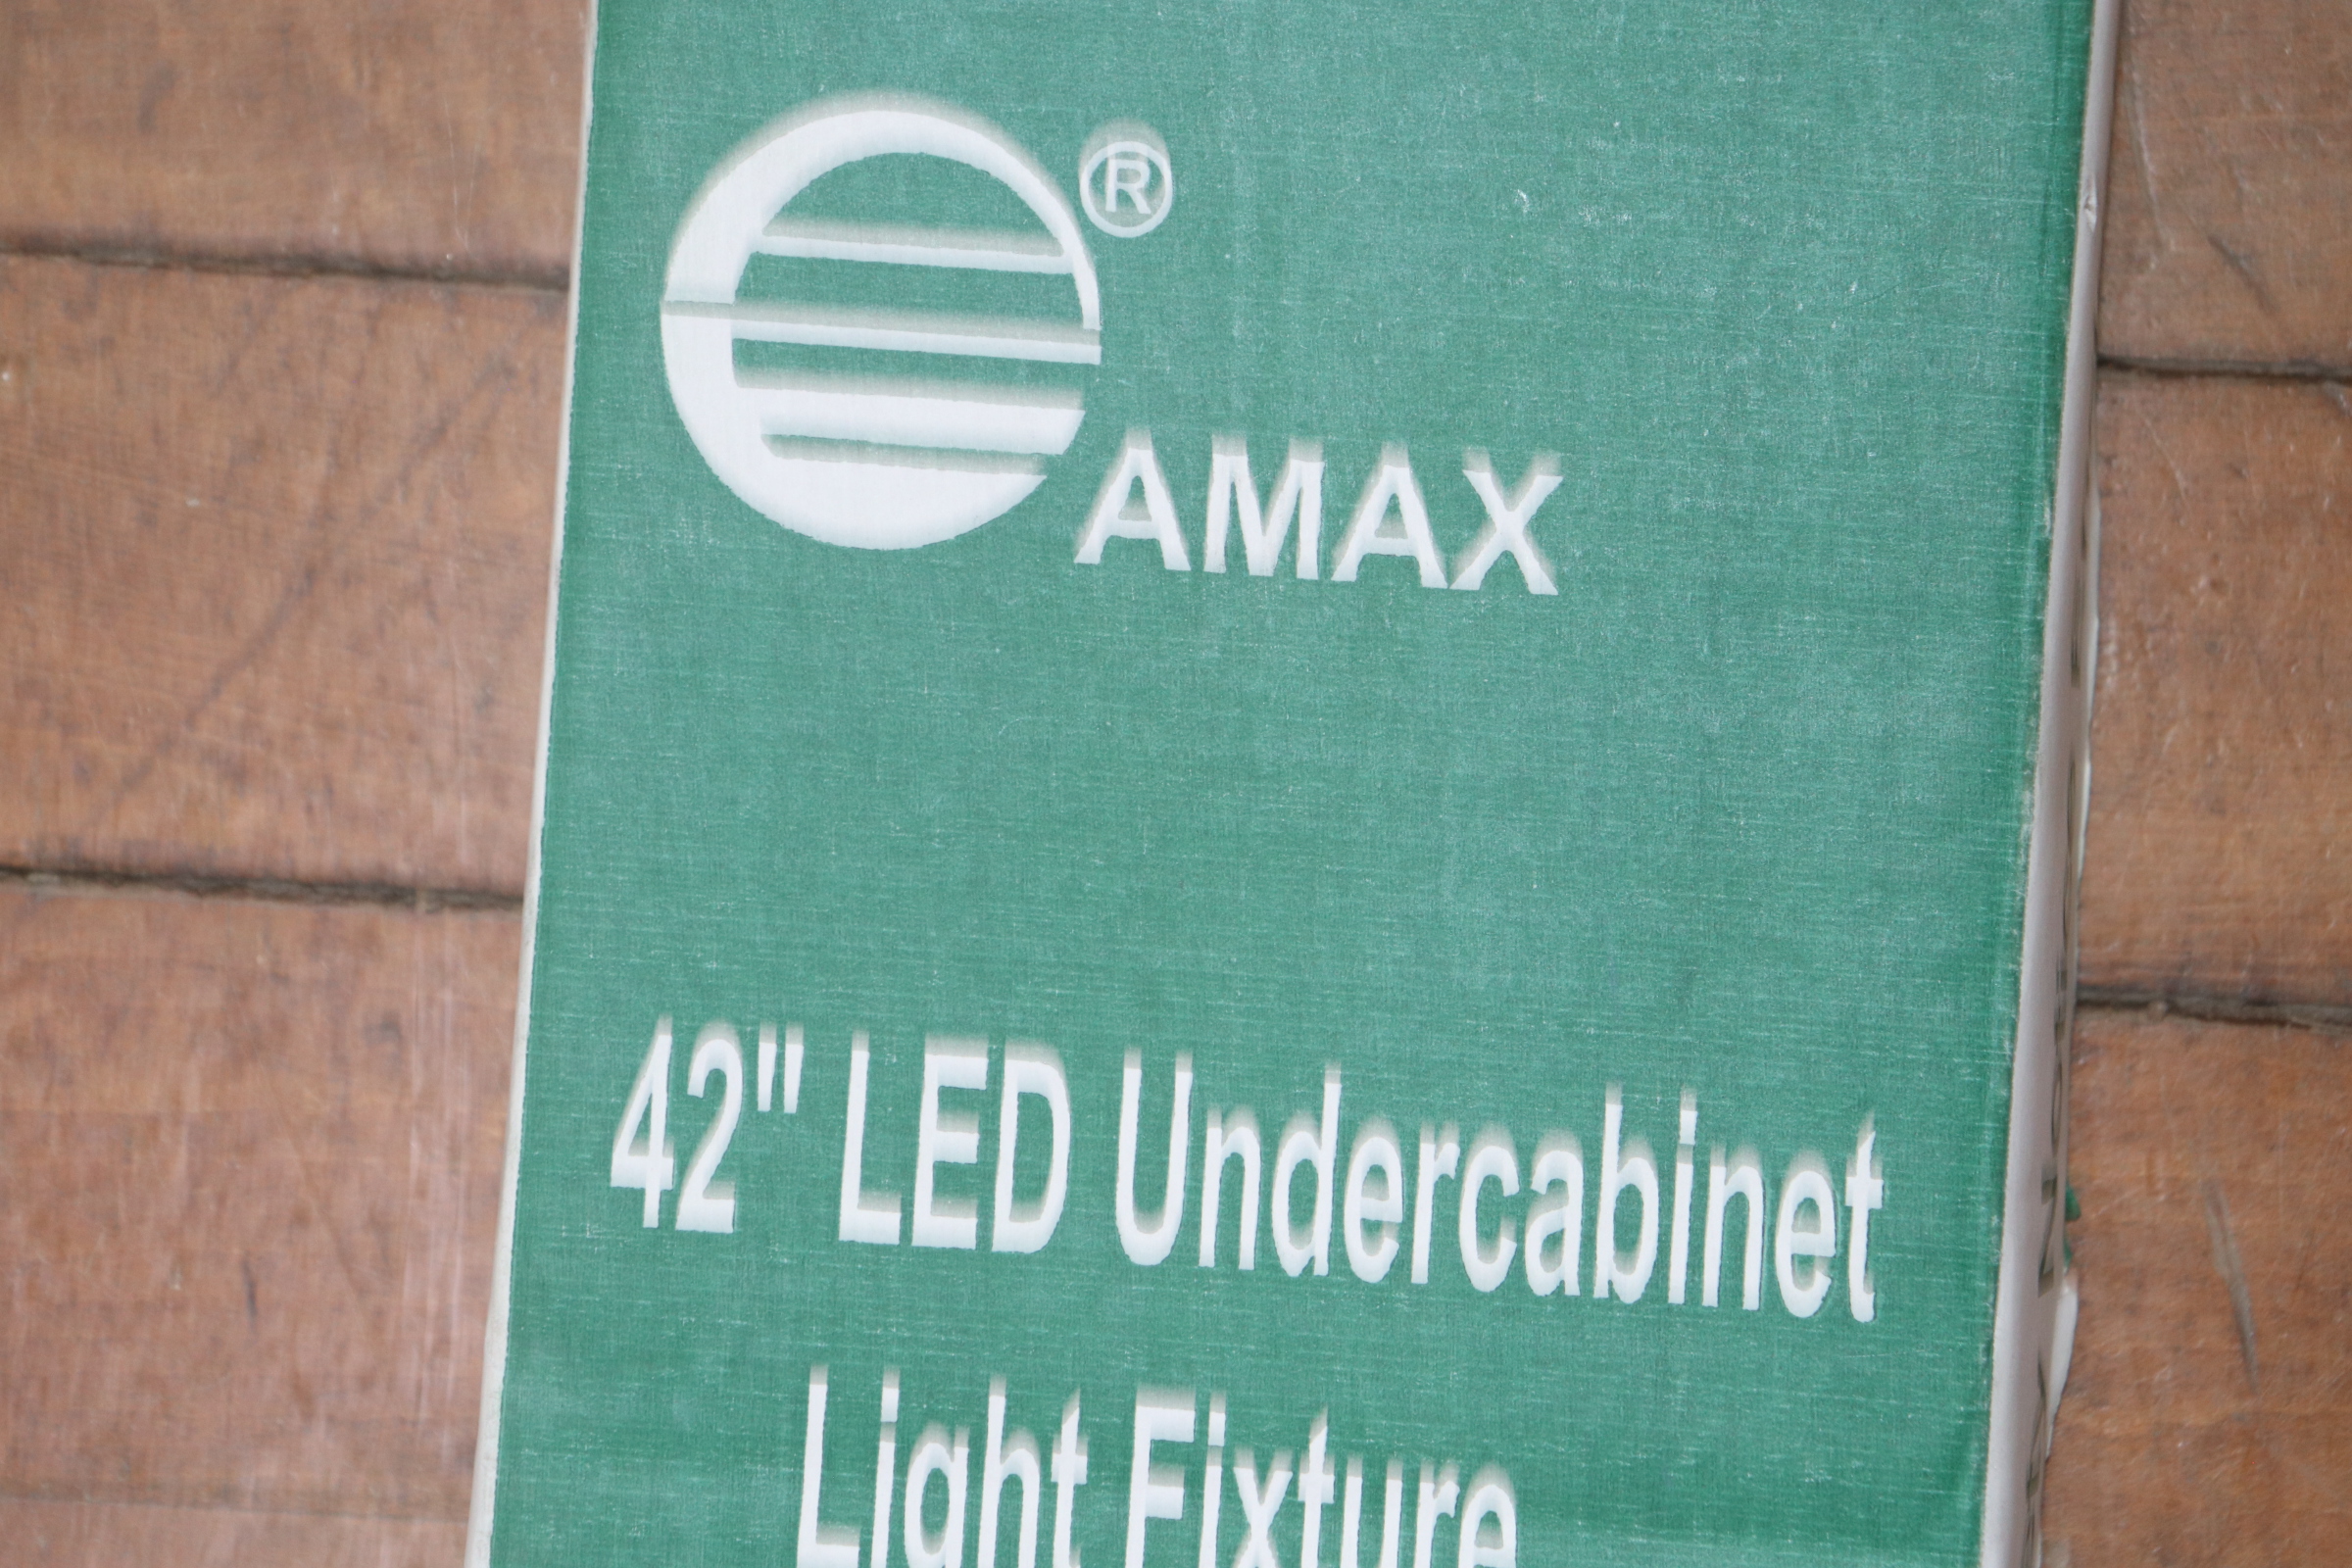 ®
AMAX
42" LED Undercabinet
Light Fixture